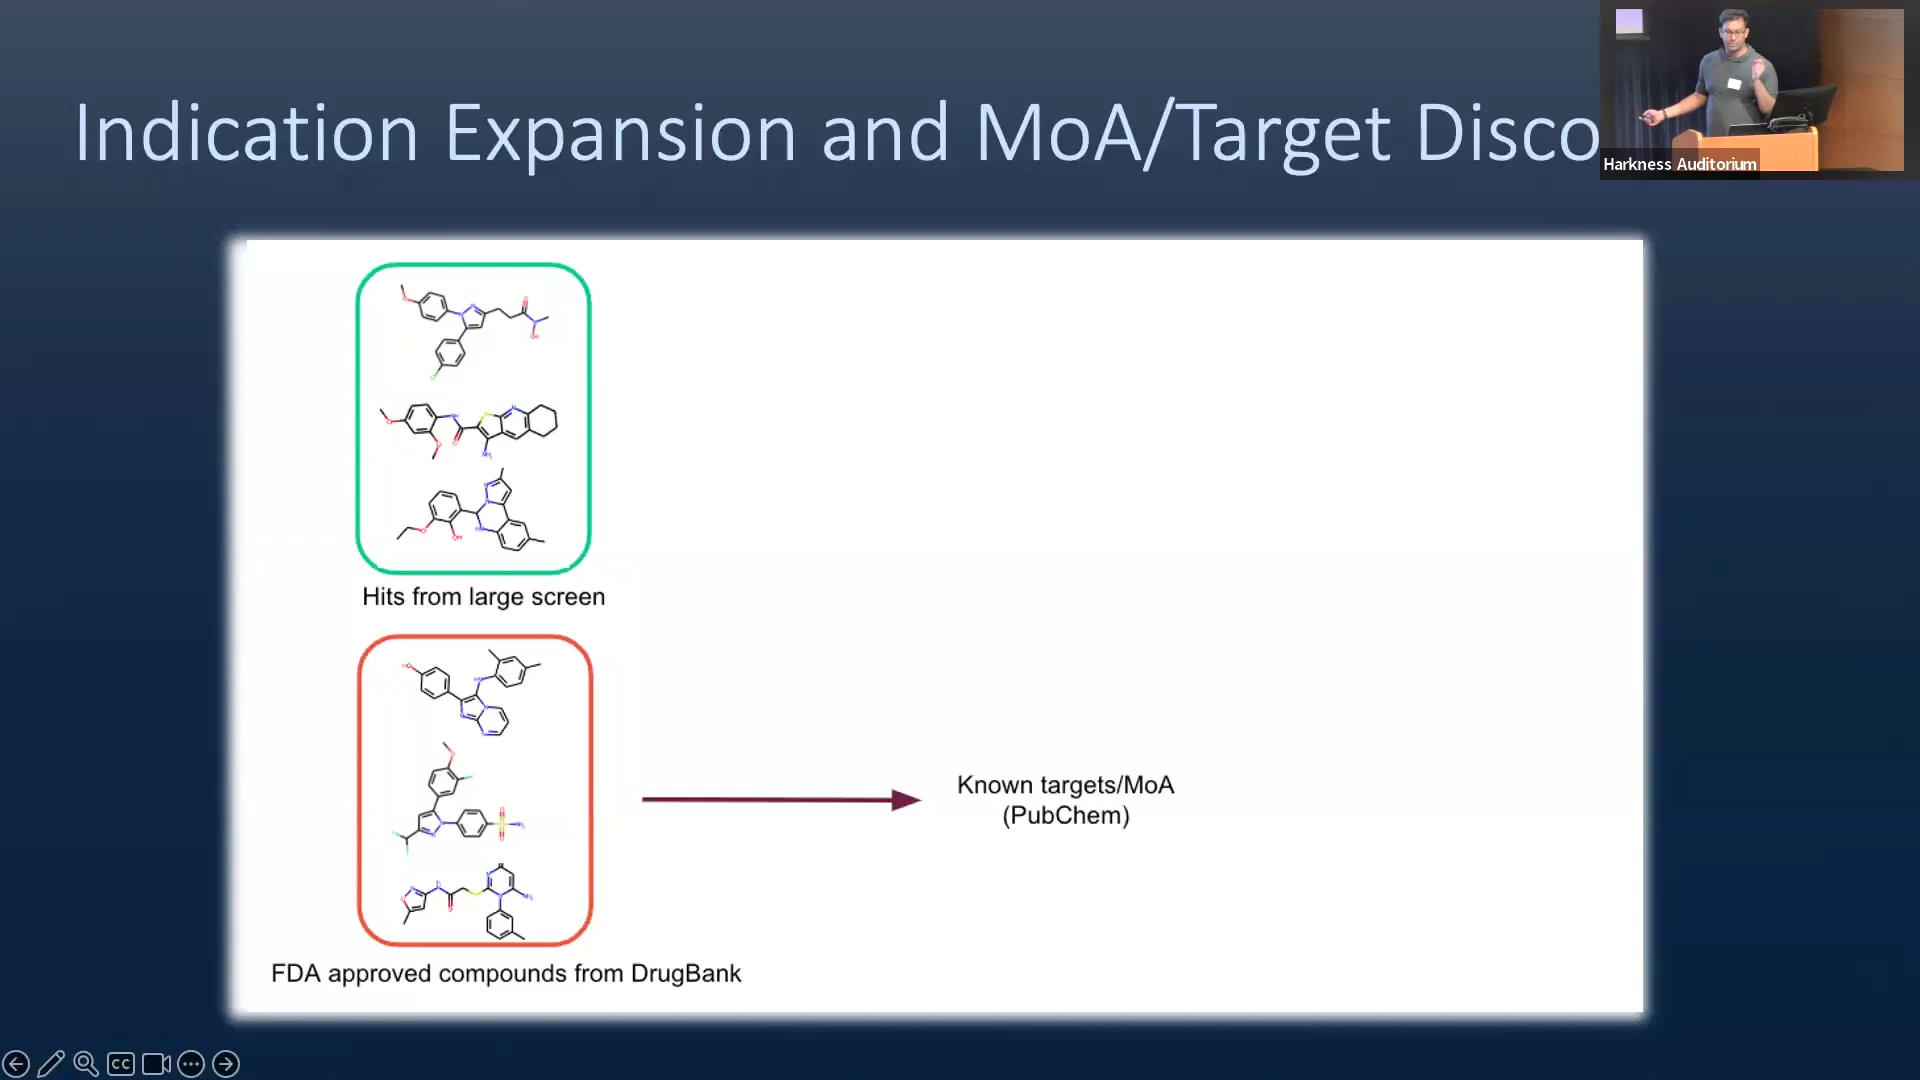 Indication Expansion and MoA/Target Disco
Harkness Auditorium
Hits from large screen
Known targets/MoA
(PubChem)
FDA approved compounds from DrugBank
CC